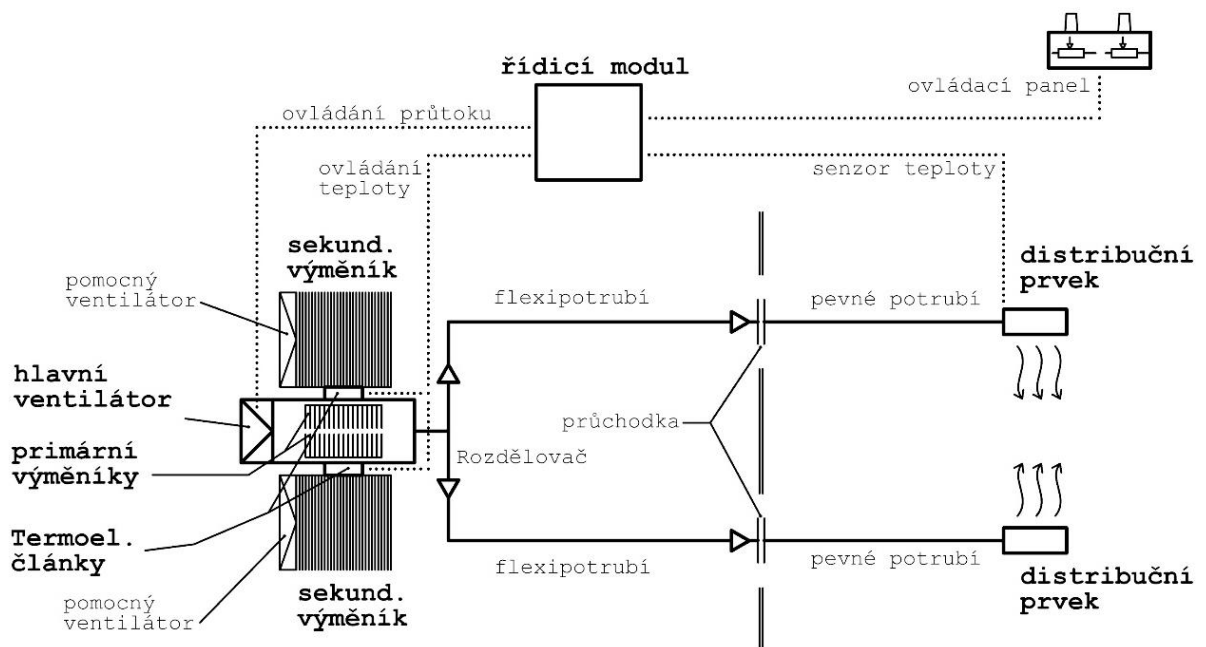 řídicí modul
ovládací panel
ovládání průtoku
ovládání
teploty
senzor teploty
sekund.
výměník
pomocný
ventilátor
distribuční
prvek
flexipotrubí
pevné potrubí
hlavní
ventilátor
průchodka
primární
výměníky
Rozdělovač
Termoel.
články
flexipotrubí
pevné potrubí
sekund.
výměník
distribuční
prvek
pomocný
ventilátor